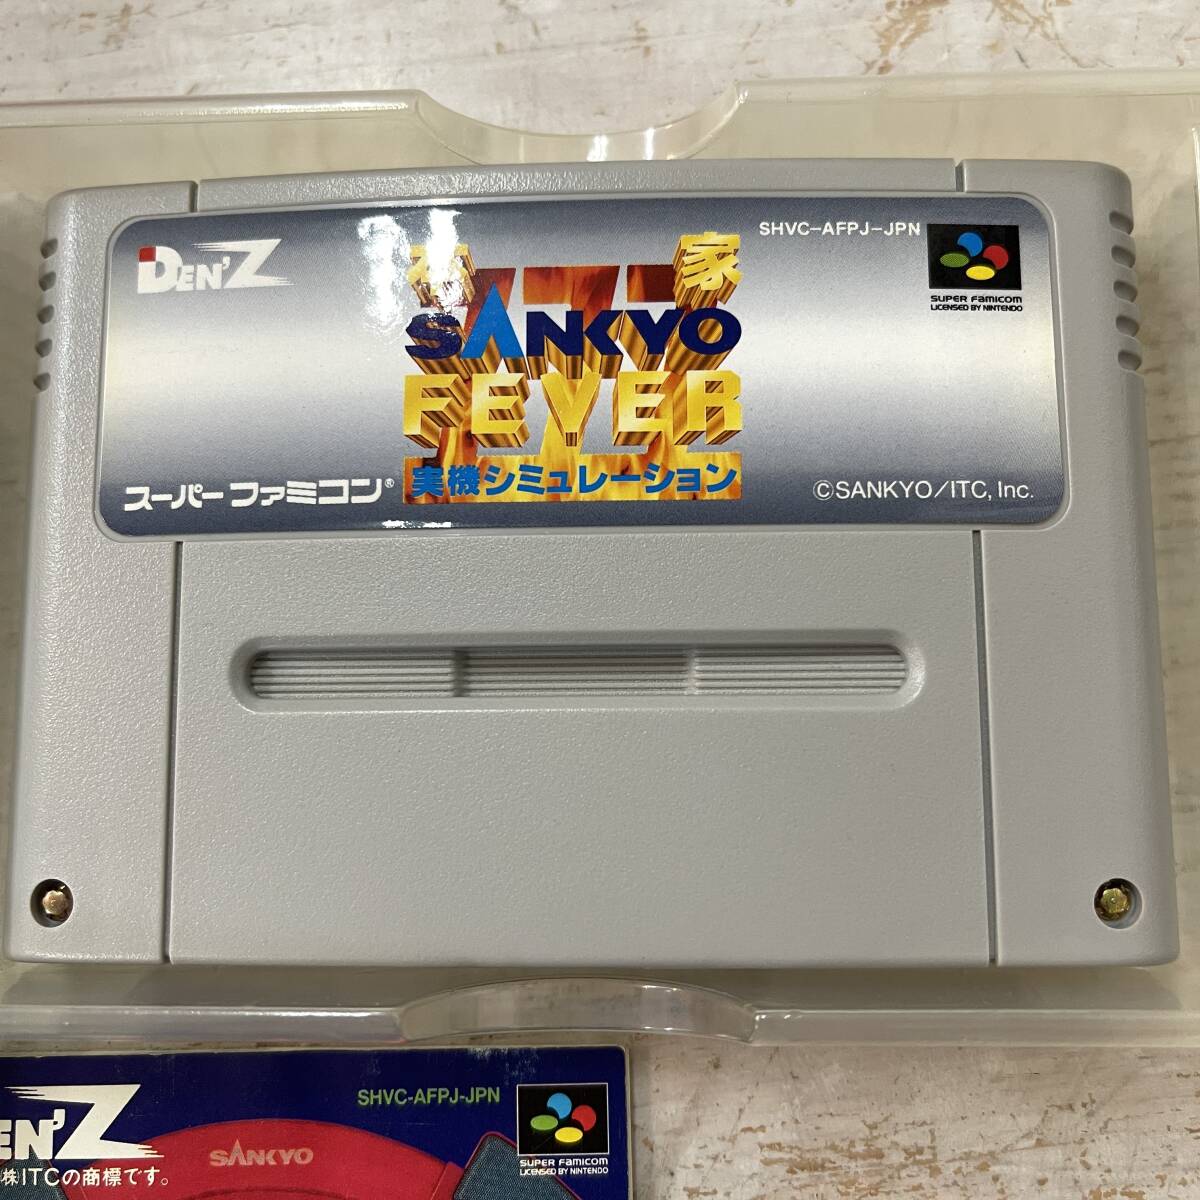 DEN'Z
本家
SHVC-AFPJ-JPN
SUPER FAMICOM
LICENSED BY NINTENDO
SANKYO
FEVER
実機シミュレーション
スーパーファミコン®
©SANKYO/ITC, Inc.
DEN'Z
SHVC-AFPJ-JPN
SANKYO
㈱ITCの商標です。
SUPER FAMICOM
LICENSED BY NINTENDO